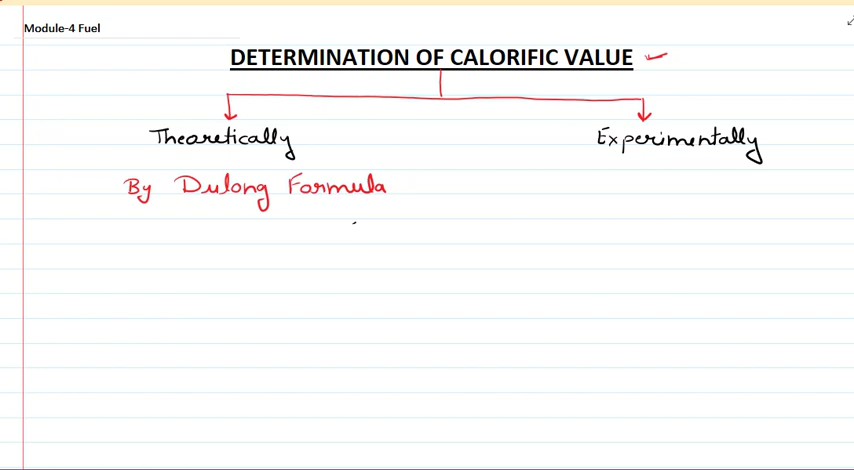 Module-4 Fuel
DETERMINATION OF CALORIFIC VALUE
Theoretically
Experimentally
By Dulong Formula